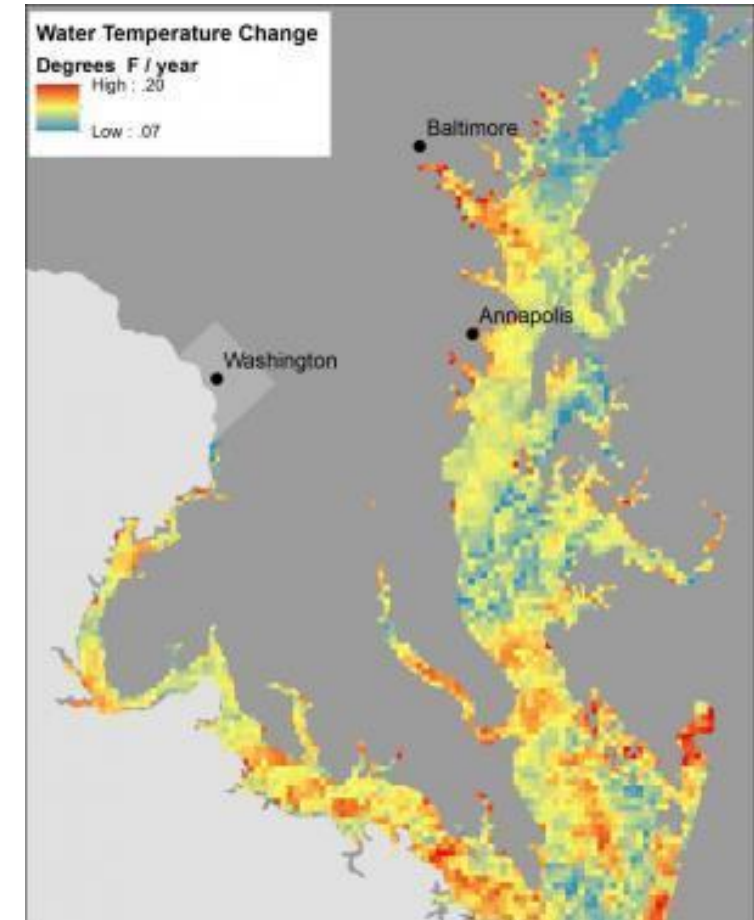 Water Temperature Change
Degrees F / year
High : .20
Low : .07
Baltimore
Annapolis
Washington